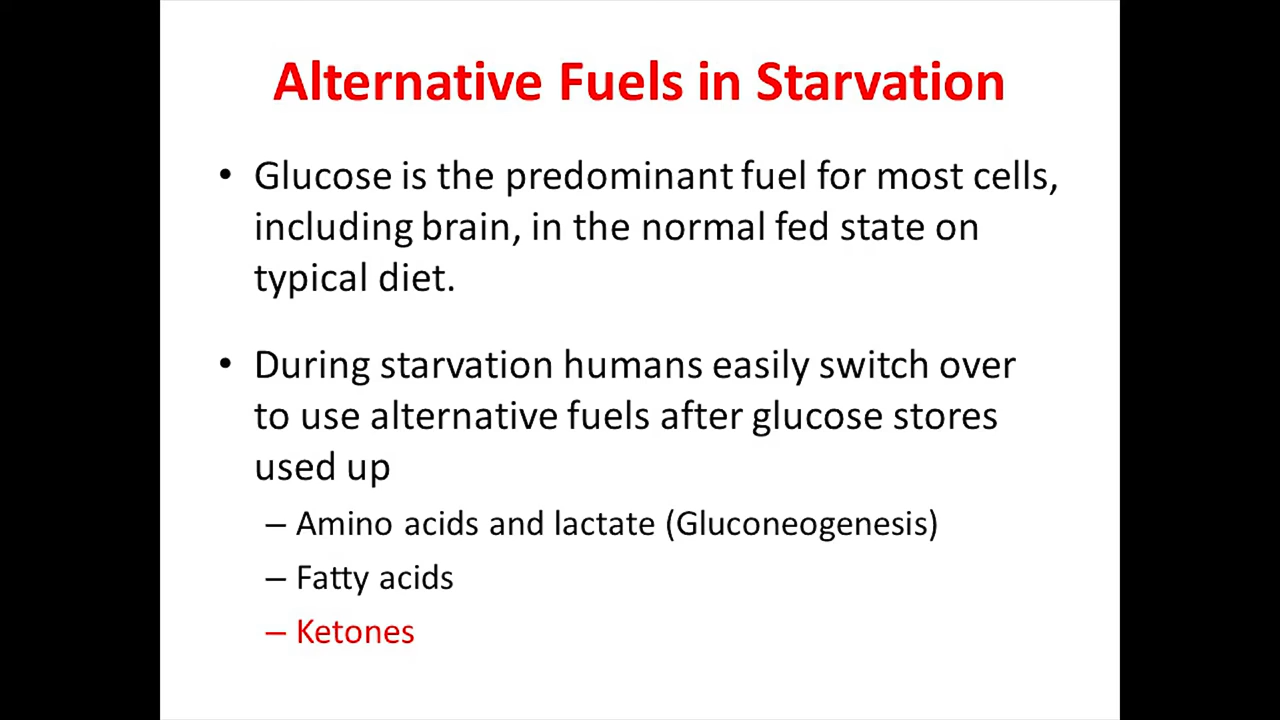 Alternative Fuels in Starvation
• Glucose is the predominant fuel for most cells,
including brain, in the normal fed state on
typical diet.
• During starvation humans easily switch over
to use alternative fuels after glucose stores
used up
– Amino acids and lactate (Gluconeogenesis)
– Fatty acids
– Ketones